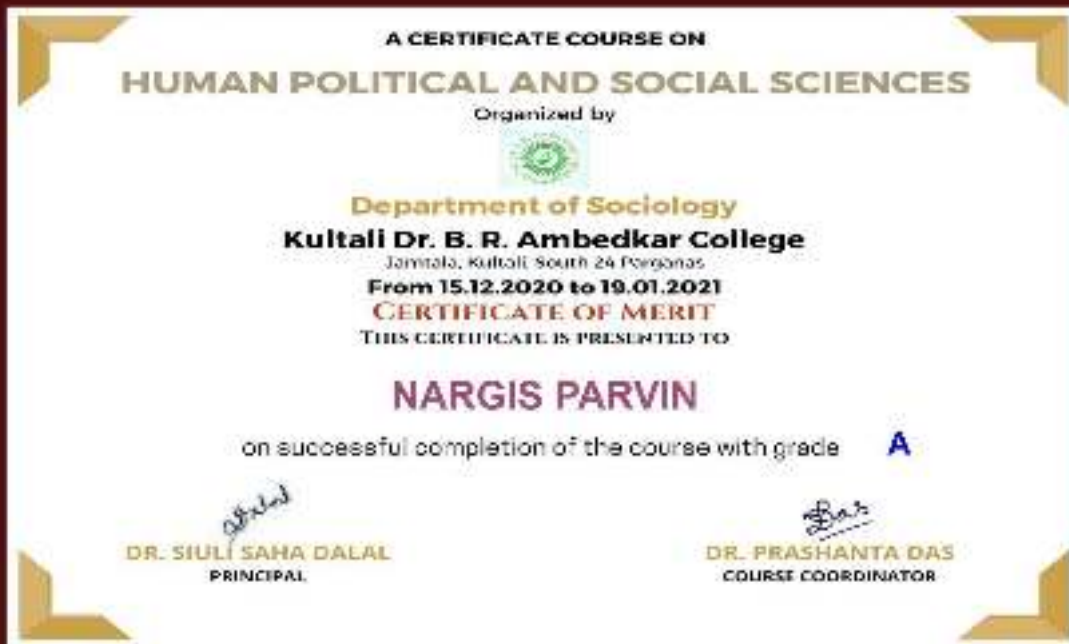 A CERTIFICATE COURSE ON
HUMAN POLITICAL AND SOCIAL SCIENCES
Organized by
Department of Sociology
Kultali Dr. B. R. Ambedkar College
Jamtala, Kultali, South 24 Parganas
From 15.12.2020 to 19.01.2021
CERTIFICATE OF MERIT
THIS CERTIFICATE IS PRESENTED TO
NARGIS PARVIN
on successful completion of the course with grade A
Das
DR. SIULI SAHA DALAL DR. PRASHANTA DAS
PRINCIPAL COURSE COORDINATOR